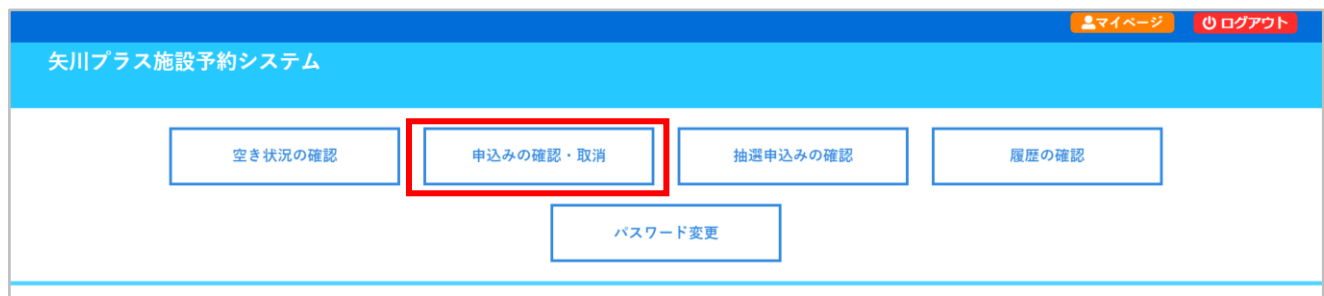 マイページ ログアウト
矢川プラス施設予約システム
空き状況の確認 申込みの確認・取消 抽選申込みの確認 履歴の確認
パスワード変更